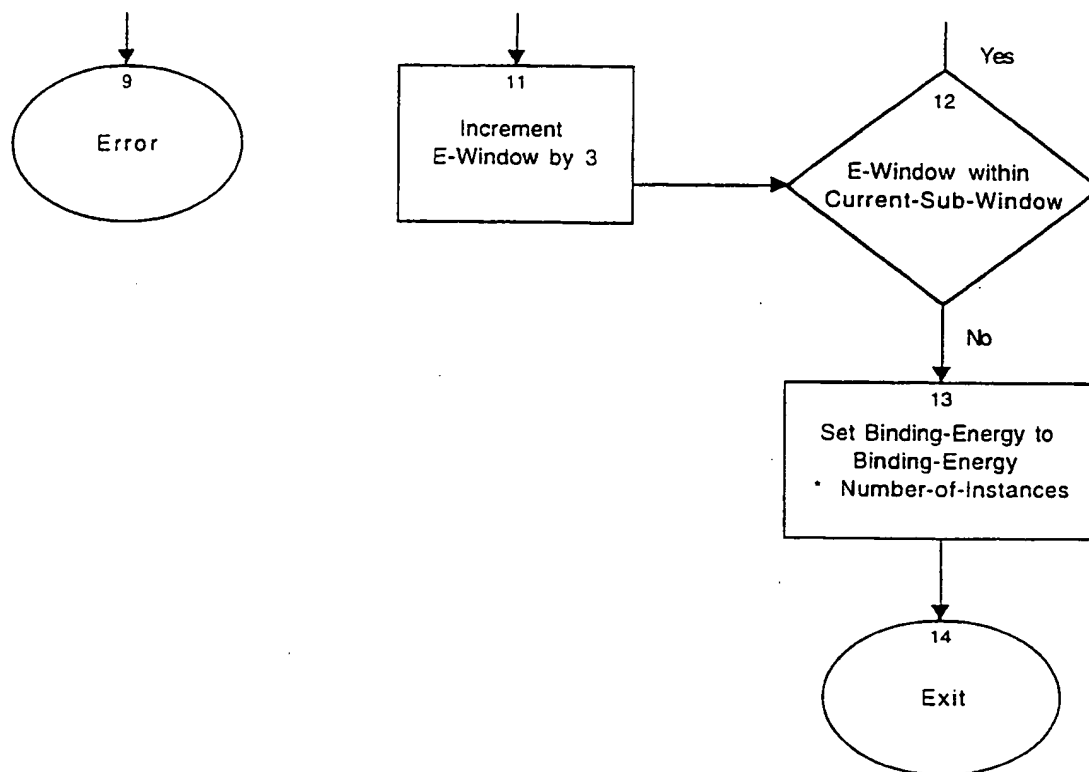 9
Error
11
Increment
E-Window by 3
Yes
12
E-Window within
Current-Sub-Window
No
13
Set Binding-Energy to
Binding-Energy
* Number-of-Instances
14
Exit